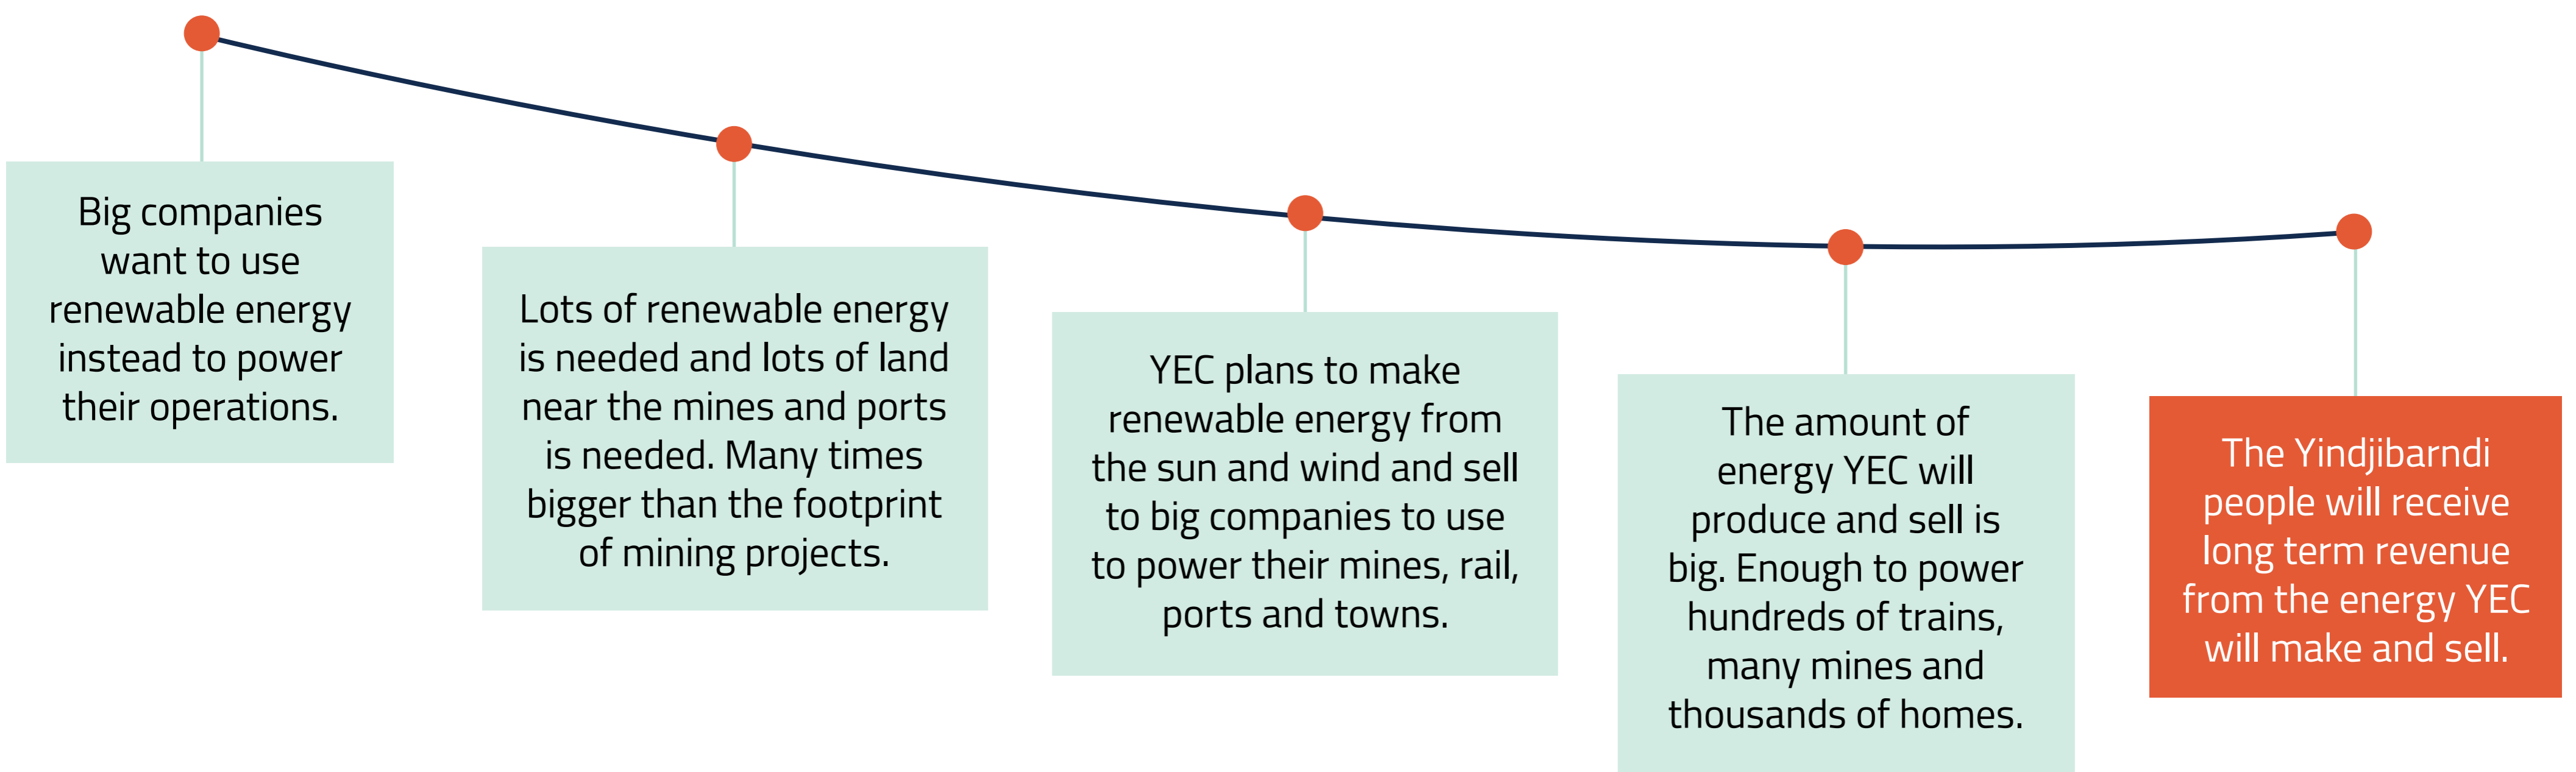 Big companies
want to use
renewable energy
instead to power
their operations.
Lots of renewable energy
is needed and lots of land
near the mines and ports
is needed. Many times
bigger than the footprint
of mining projects.
YEC plans to make
renewable energy from
the sun and wind and sell
to big companies to use
to power their mines, rail,
ports and towns.
The amount of
energy YEC will
produce and sell is
big. Enough to power
hundreds of trains,
many mines and
thousands of homes.
The Yindjibarndi
people will receive
long term revenue
from the energy YEC
will make and sell.